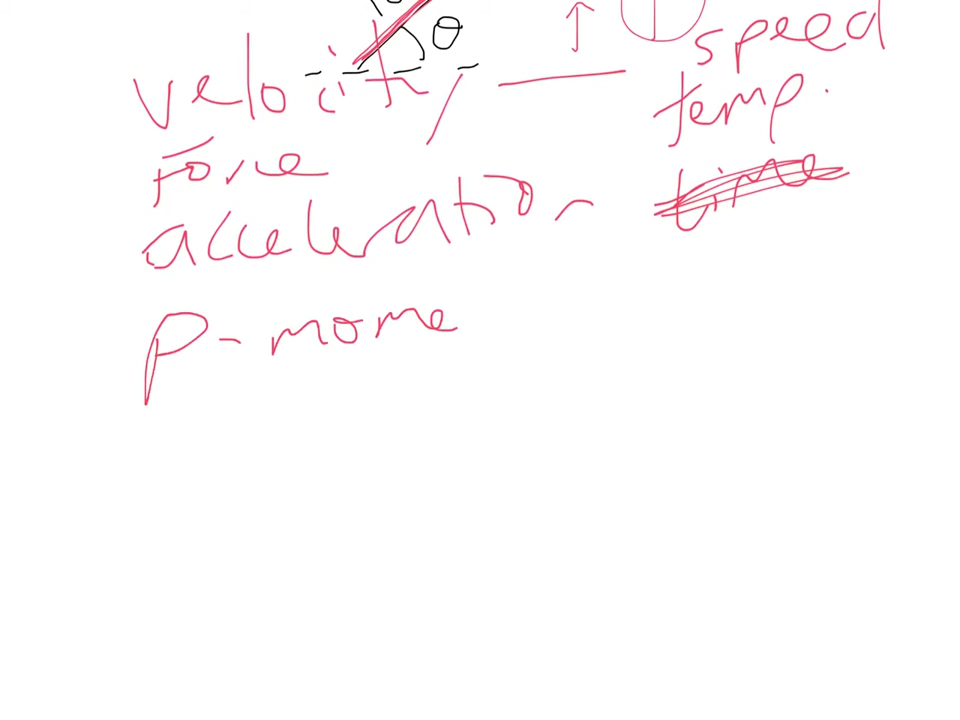 θ
velocity — speed
Force temp.
acceleration time
p - mome